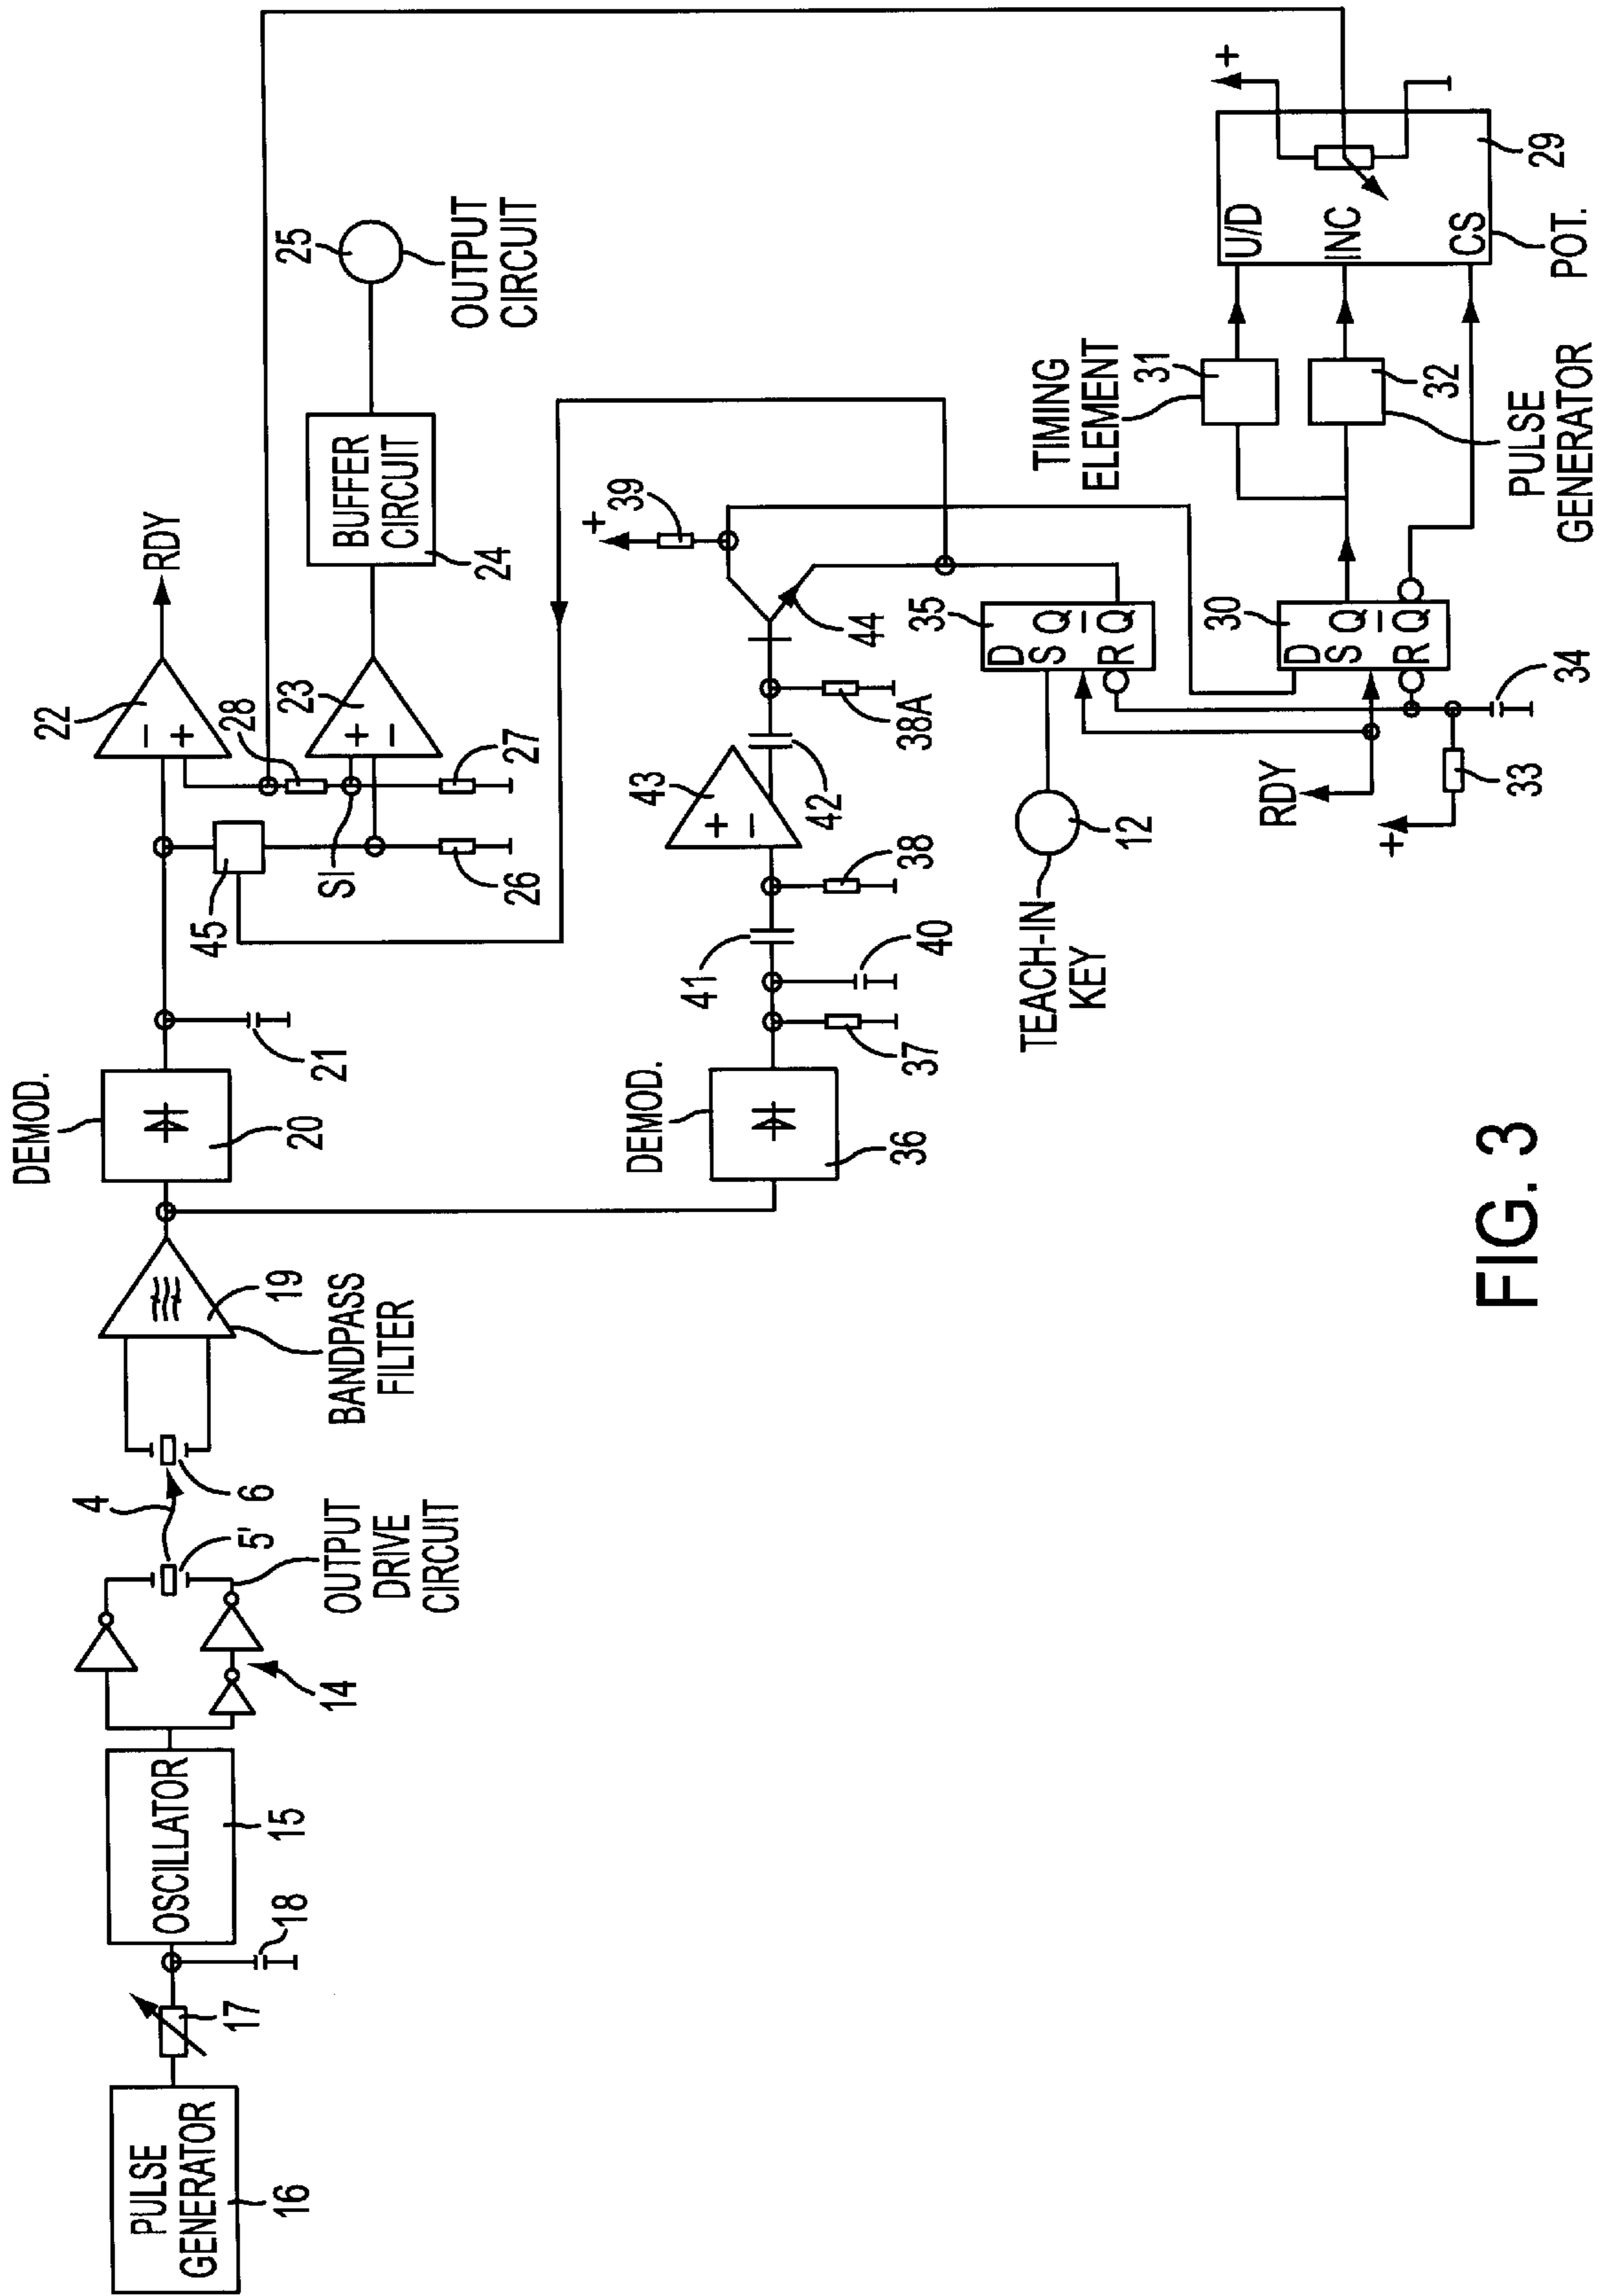 PULSE
GENERATOR
16
17
18
OSCILLATOR
15
14
OUTPUT
DRIVE
CIRCUIT
5'
4
6
BANDPASS
FILTER
19
DEMOD.
20
21
45
22
−
+
RDY
28
SI
23
+
−
26
27
BUFFER
CIRCUIT
24
25
OUTPUT
CIRCUIT
DEMOD.
36
37
40
41
38
43
+
−
42
38A
44
+
39
TEACH-IN
KEY
12
35
D
S Q
R Q
RDY
+
33
34
30
D
S Q
R Q
TIMING
ELEMENT
31
32
PULSE
GENERATOR
U/D
INC
CS
+
29
POT.
FIG. 3